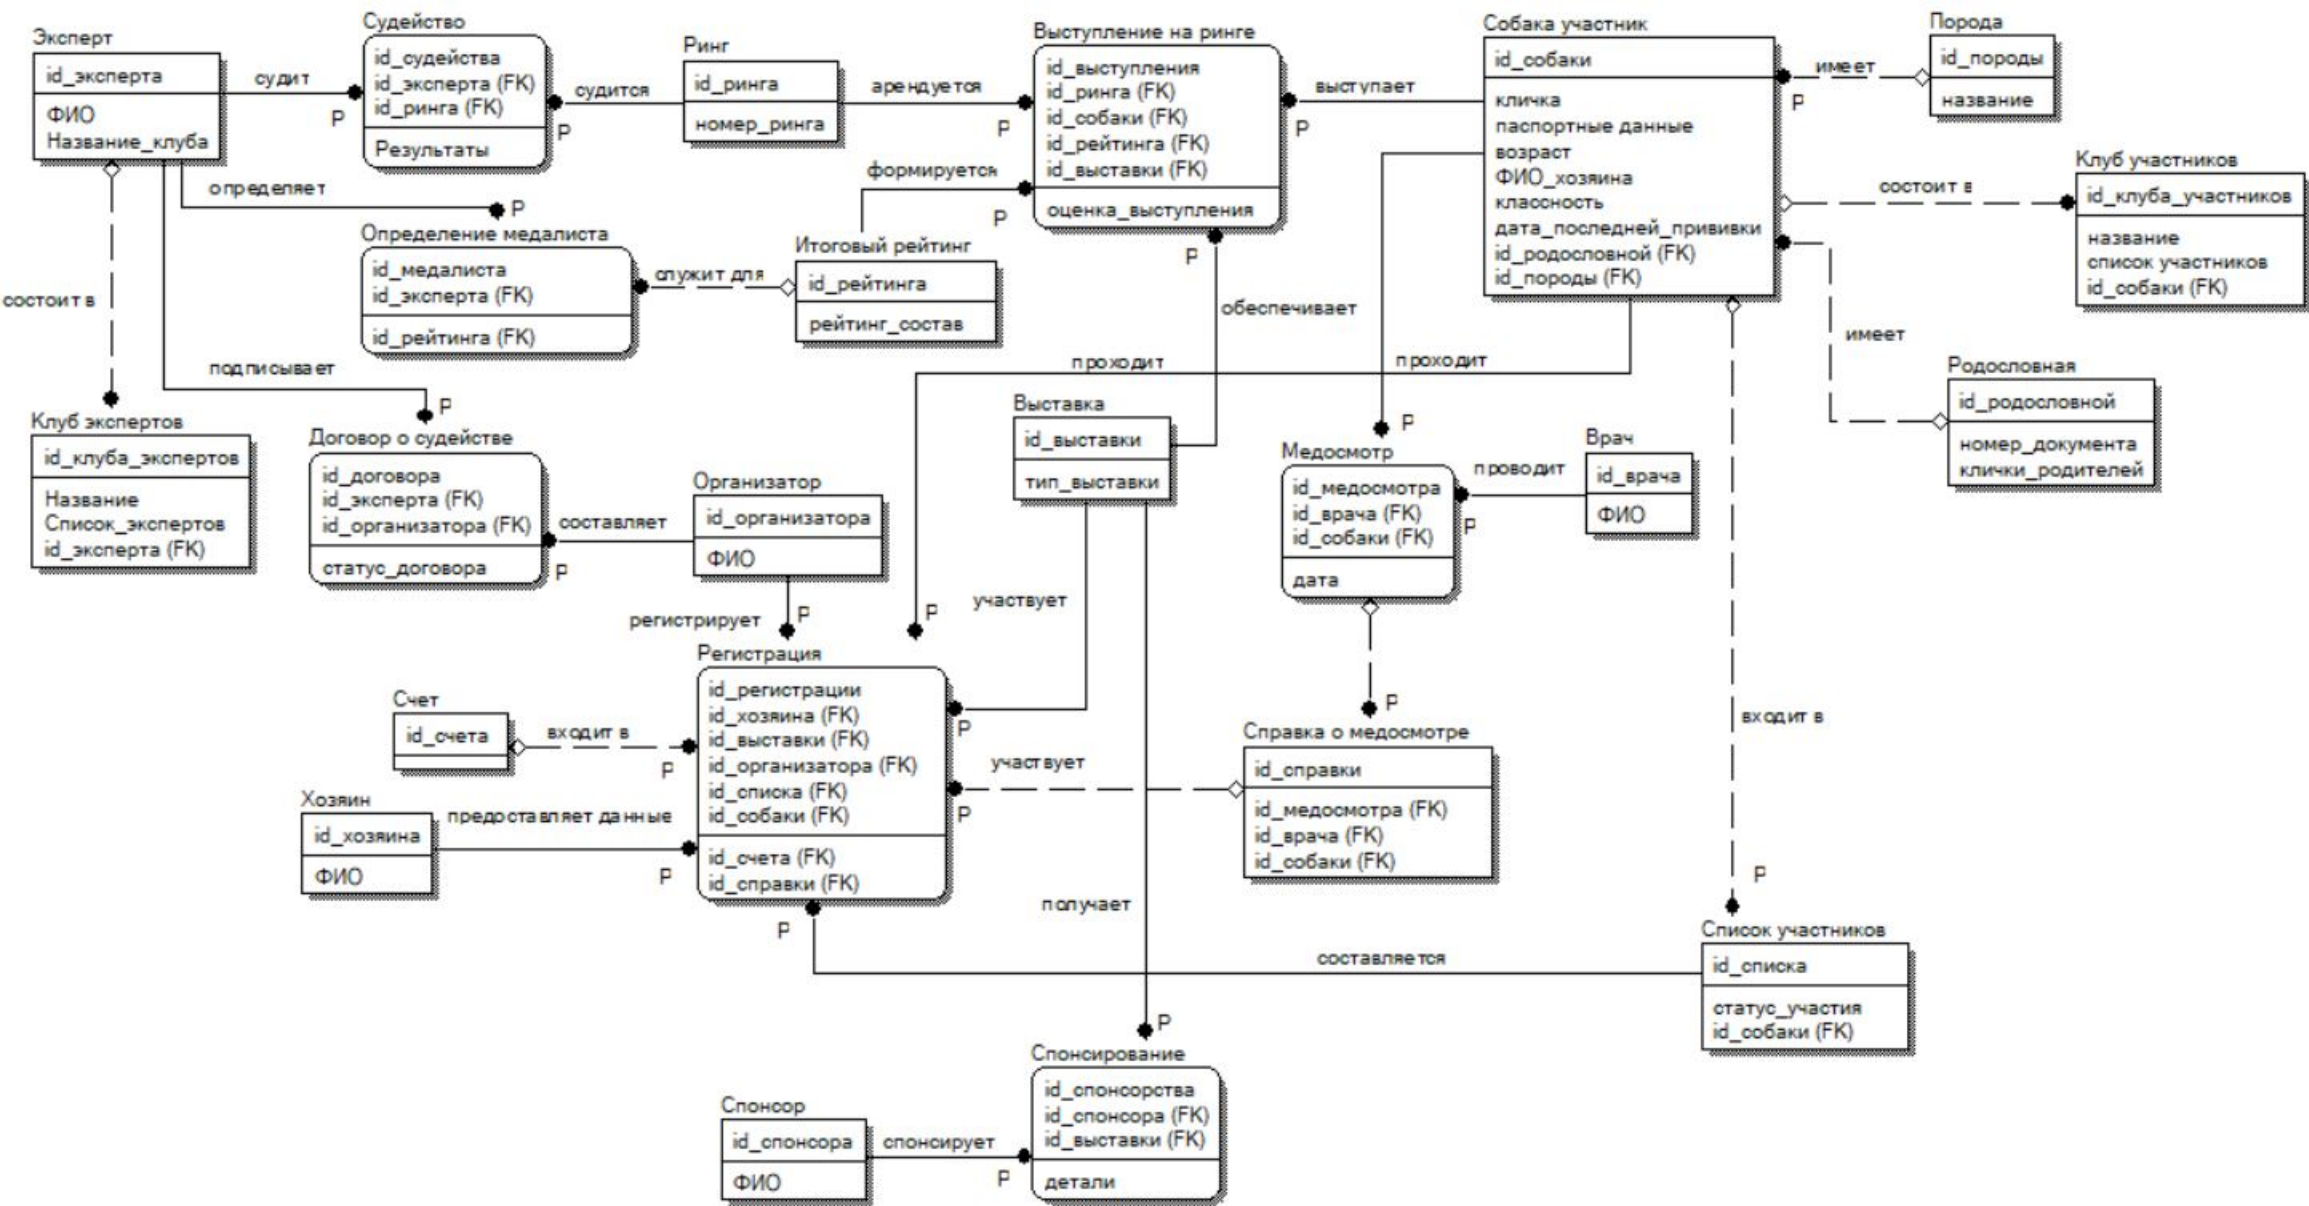 Эксперт
id_эксперта
ФИО
Название_клуба
судит
P
Судейство
id_судейства
id_эксперта (FK)
id_ринга (FK)
Результаты
судится
P
Ринг
id_ринга
номер_ринга
арендуется
P
Выступление на ринге
id_выступления
id_ринга (FK)
id_собаки (FK)
id_рейтинга (FK)
id_выставки (FK)
оценка_выступления
выступает
P
Собака участник
id_собаки
кличка
паспортные данные
возраст
ФИО_хозяина
классность
дата_последней_прививки
id_родословной (FK)
id_породы (FK)
имеет
P
Порода
id_породы
название
состоит в
Клуб участников
id_клуба_участников
название
список участников
id_собаки (FK)
имеет
Родословная
id_родословной
номер_документа
клички_родителей
определяет
P
Определение медалиста
id_медалиста
id_эксперта (FK)
id_рейтинга (FK)
служит для
формируется
P
Итоговый рейтинг
id_рейтинга
рейтинг_состав
P
обеспечивает
состоит в
подписывает
P
Клуб экспертов
id_клуба_экспертов
Название
Список_экспертов
id_эксперта (FK)
Договор о судействе
id_договора
id_эксперта (FK)
id_организатора (FK)
статус_договора
составляет
P
Организатор
id_организатора
ФИО
проходит
проходит
Выставка
id_выставки
тип_выставки
P
Медосмотр
id_медосмотра
id_врача (FK)
id_собаки (FK)
дата
проводит
P
Врач
id_врача
ФИО
регистрирует
P
P
участвует
Регистрация
id_регистрации
id_хозяина (FK)
id_выставки (FK)
id_организатора (FK)
id_списка (FK)
id_собаки (FK)
id_счета (FK)
id_справки (FK)
P
Счет
id_счета
входит в
P
Хозяин
id_хозяина
ФИО
предоставляет данные
P
участвует
P
P
Справка о медосмотре
id_справки
id_медосмотра (FK)
id_врача (FK)
id_собаки (FK)
входит в
P
получает
P
составляется
Список участников
id_списка
статус_участия
id_собаки (FK)
P
Спонсирование
id_спонсорства
id_спонсора (FK)
id_выставки (FK)
детали
Спонсор
id_спонсора
ФИО
спонсирует
P